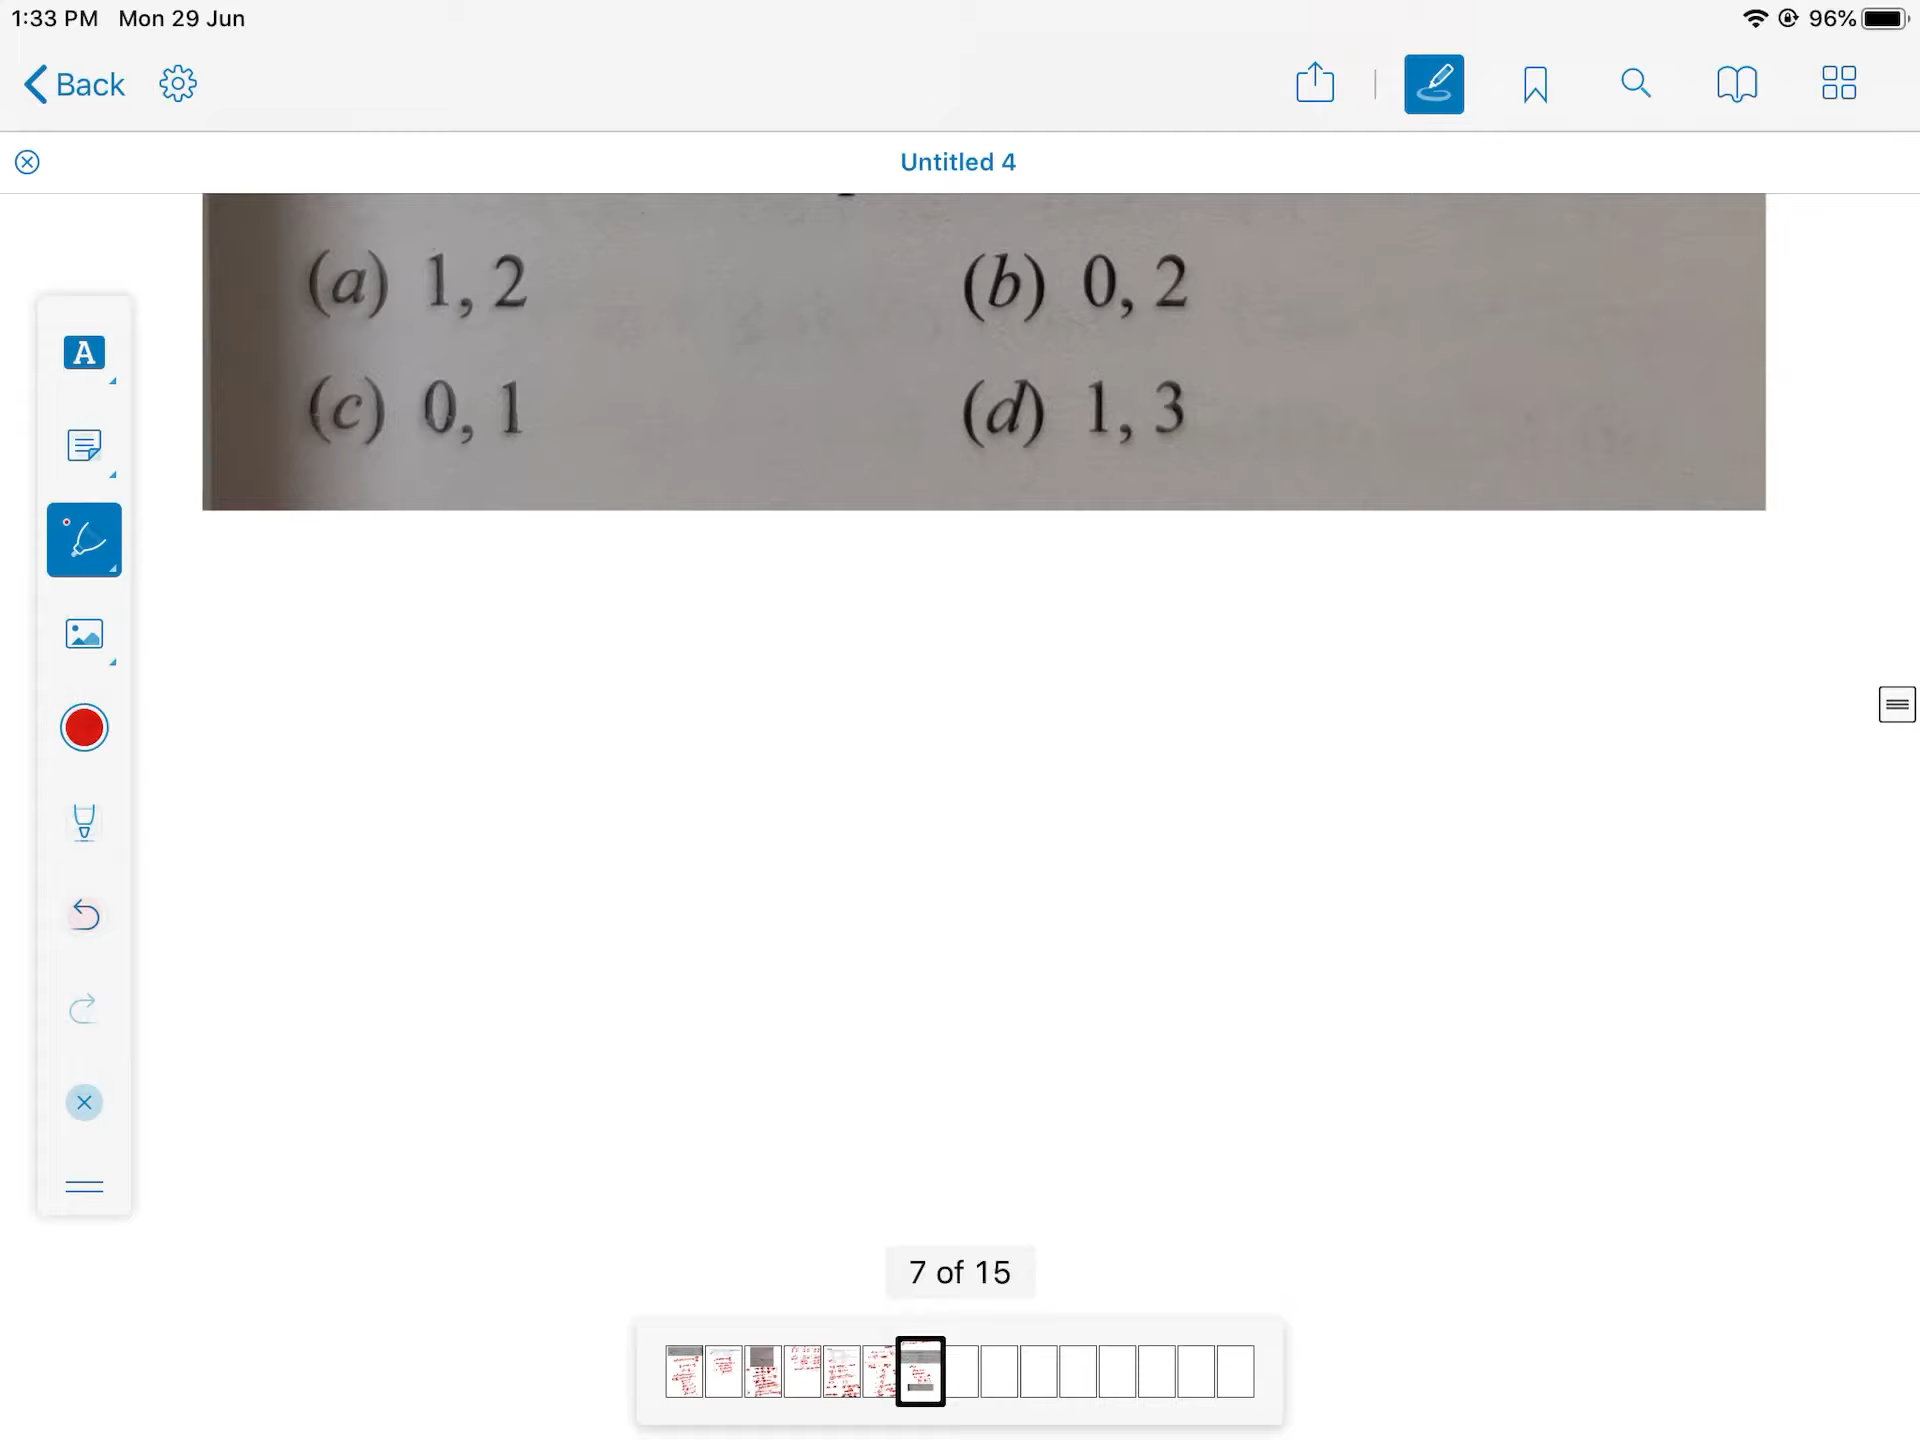 1:33 PM Mon 29 Jun
96%
Back
Untitled 4
(a) 1, 2
(b) 0, 2
(c) 0, 1
(d) 1, 3
A
7 of 15